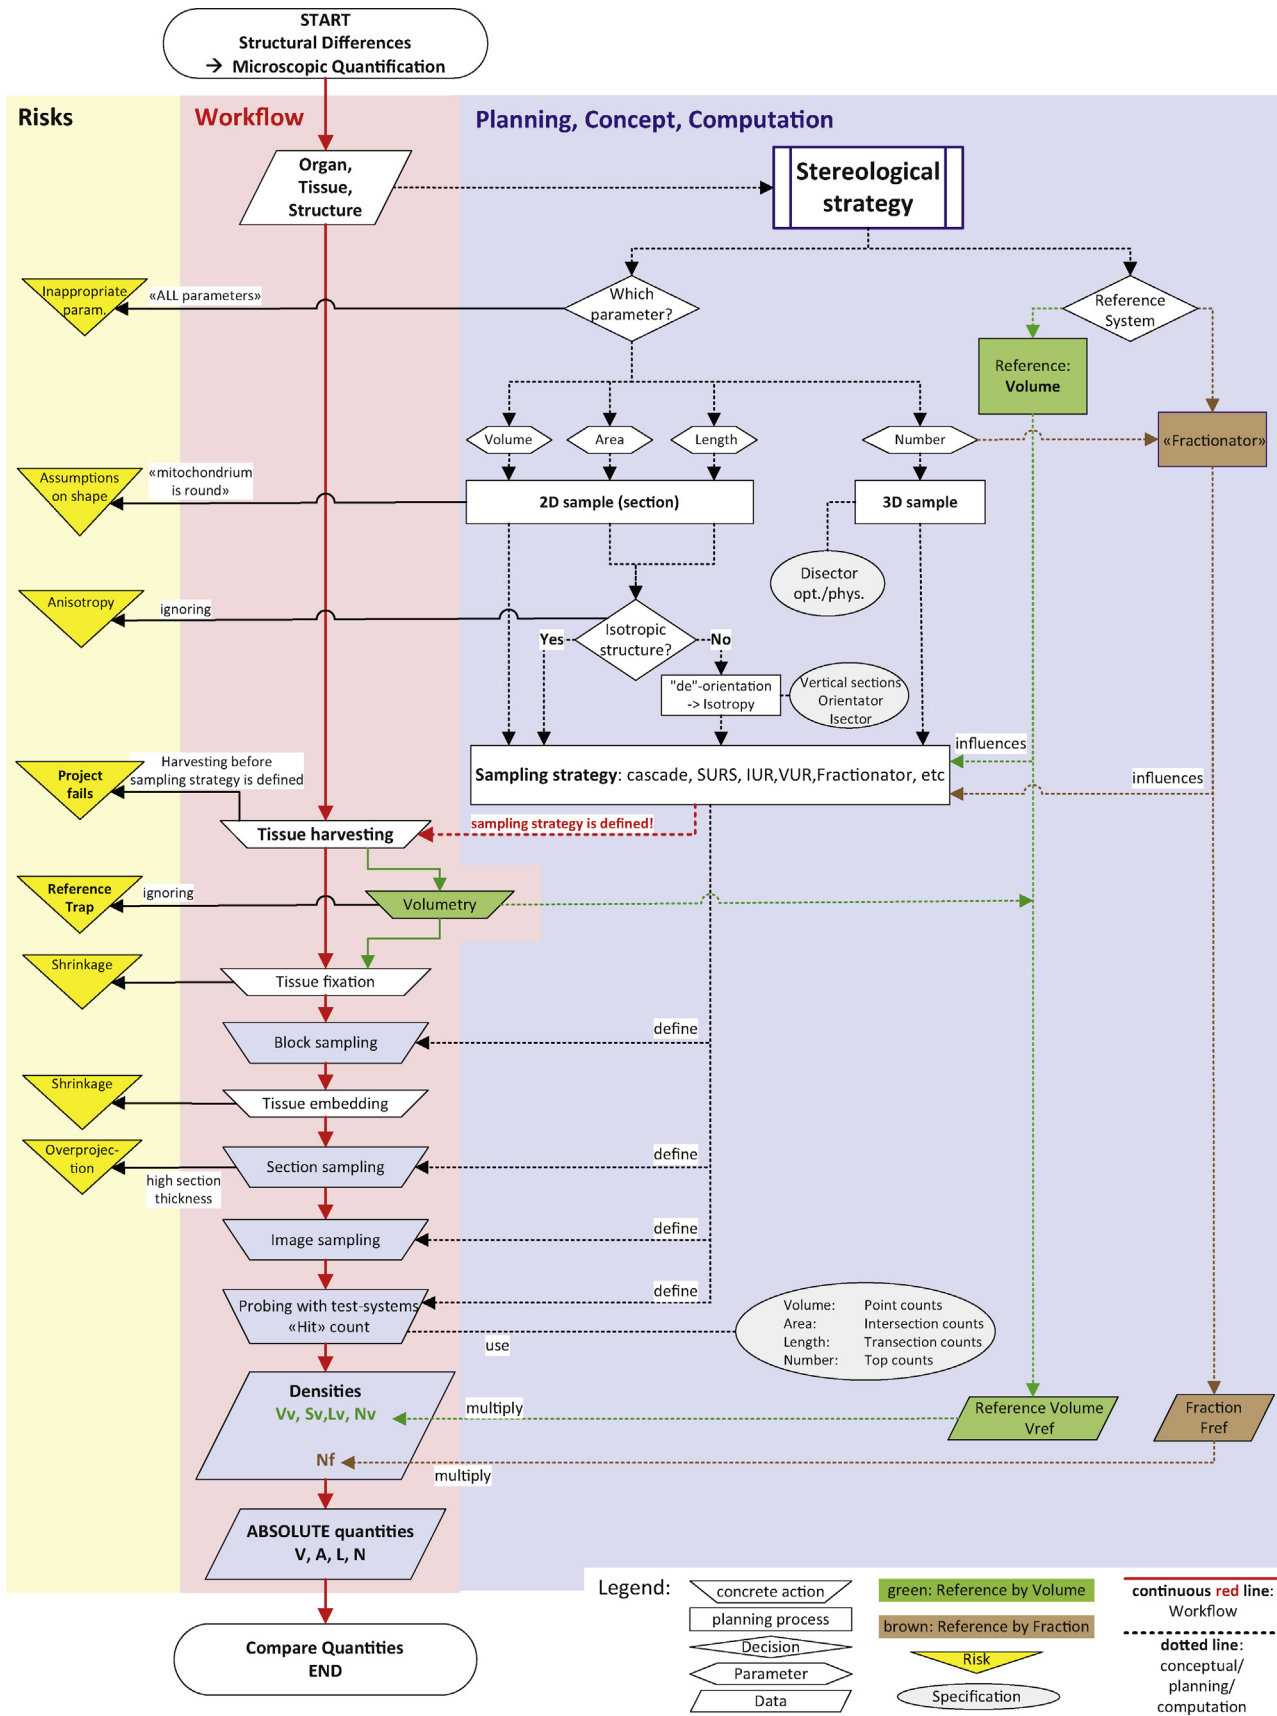 START
Structural Differences
→ Microscopic Quantification
Risks
Workflow
Planning, Concept, Computation
Organ,
Tissue,
Structure
Stereological
strategy
Inappropriate
param.
«ALL parameters»
Which
parameter?
Reference
System
Reference:
Volume
Volume
Area
Length
Number
«Fractionator»
Assumptions
on shape
«mitochondrium
is round»
2D sample (section)
3D sample
Disector
opt./phys.
Anisotropy
ignoring
Isotropic
structure?
Yes
No
"de"-orientation
-> Isotropy
Vertical sections
Orientator
Isector
influences
influences
Project
fails
Harvesting before
sampling strategy is defined
Sampling strategy: cascade, SURS, IUR,VUR,Fractionator, etc
sampling strategy is defined!
Tissue harvesting
Reference
Trap
ignoring
Volumetry
Shrinkage
Tissue fixation
Block sampling
define
Shrinkage
Tissue embedding
Overprojec-
tion
high section
thickness
Section sampling
define
Image sampling
define
Probing with test-systems
«Hit» count
define
use
Volume: Point counts
Area: Intersection counts
Length: Transection counts
Number: Top counts
Densities
Vv, Sv,Lv, Nv
Nf
multiply
multiply
Reference Volume
Vref
Fraction
Fref
ABSOLUTE quantities
V, A, L, N
Compare Quantities
END
Legend:
concrete action
planning process
Decision
Parameter
Data
green: Reference by Volume
brown: Reference by Fraction
Risk
Specification
continuous red line:
Workflow
dotted line:
conceptual/
planning/
computation